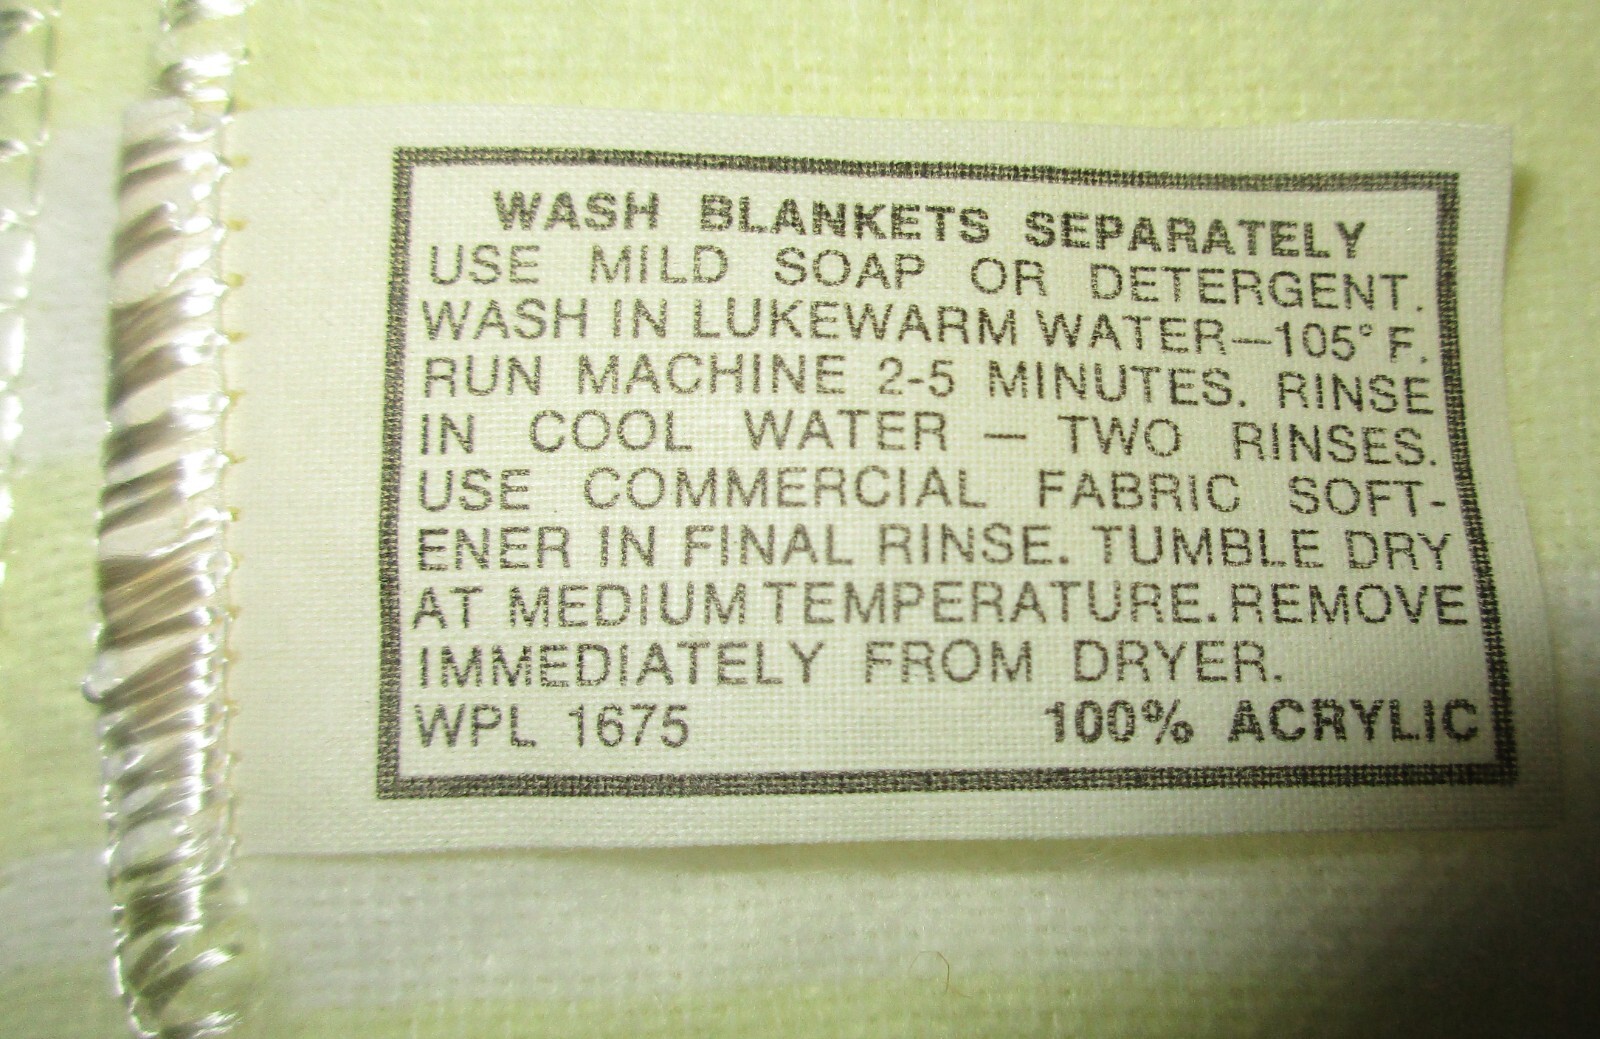 WASH BLANKETS SEPARATELY
USE MILD SOAP OR DETERGENT.
WASH IN LUKEWARM WATER—105° F.
RUN MACHINE 2-5 MINUTES. RINSE
IN COOL WATER — TWO RINSES.
USE COMMERCIAL FABRIC SOFT-
ENER IN FINAL RINSE. TUMBLE DRY
AT MEDIUM TEMPERATURE. REMOVE
IMMEDIATELY FROM DRYER.
WPL 1675 100% ACRYLIC